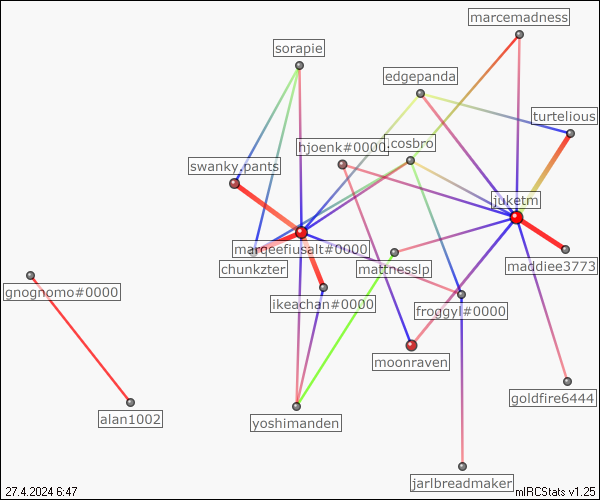 marcemadness
sorapie
edgepanda
turtelious
hjoenk#0000
.cosbro
swanky.pants
juketm
marqeefiusalt#0000
chunkzter
mattnesslp
maddiee3773
gnognomo#0000
ikeachan#0000
froggyl#0000
moonraven
goldfire6444
alan1002
yoshimanden
jarlbreadmaker
27.4.2024 6:47
mIRCStats v1.25